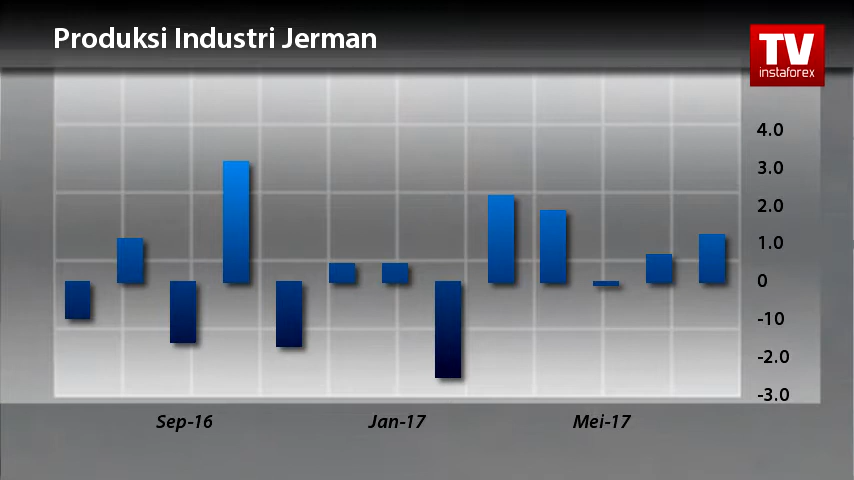 Produksi Industri Jerman
TV
instaforex
4.0
3.0
2.0
1.0
0
-10
-2.0
-3.0
Sep-16
Jan-17
Mei-17